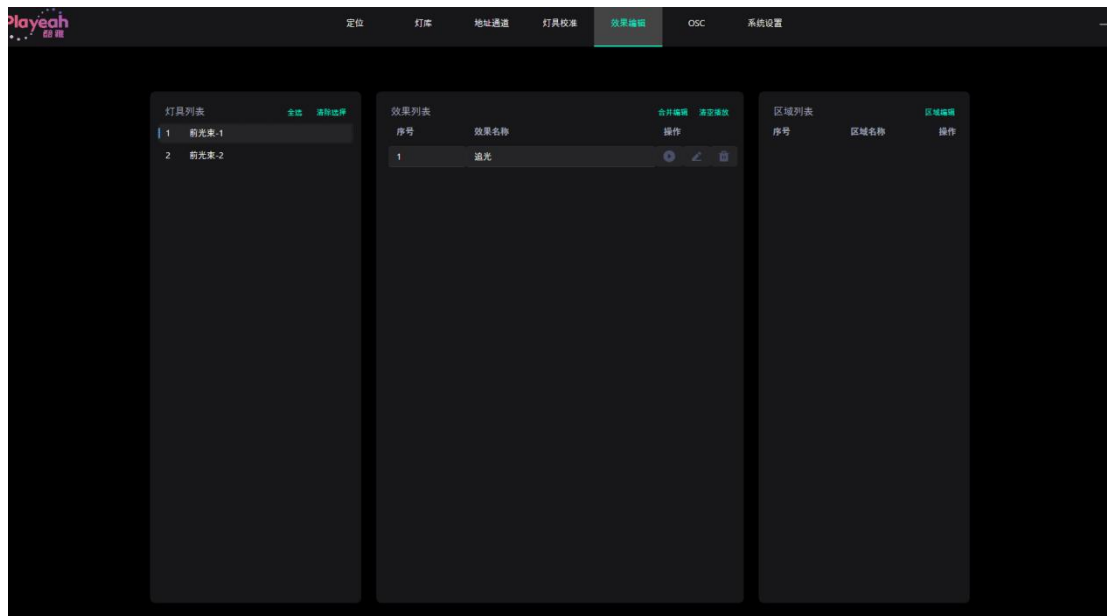 Playeah
定位 灯库 地址通道 灯具校准 效果编辑 OSC 系统设置
灯具列表 全选 清除选择
1 前光束-1
2 前光束-2
效果列表 合并编辑 清空播放
序号 效果名称 操作
1 追光
区域列表 区域编辑
序号 区域名称 操作